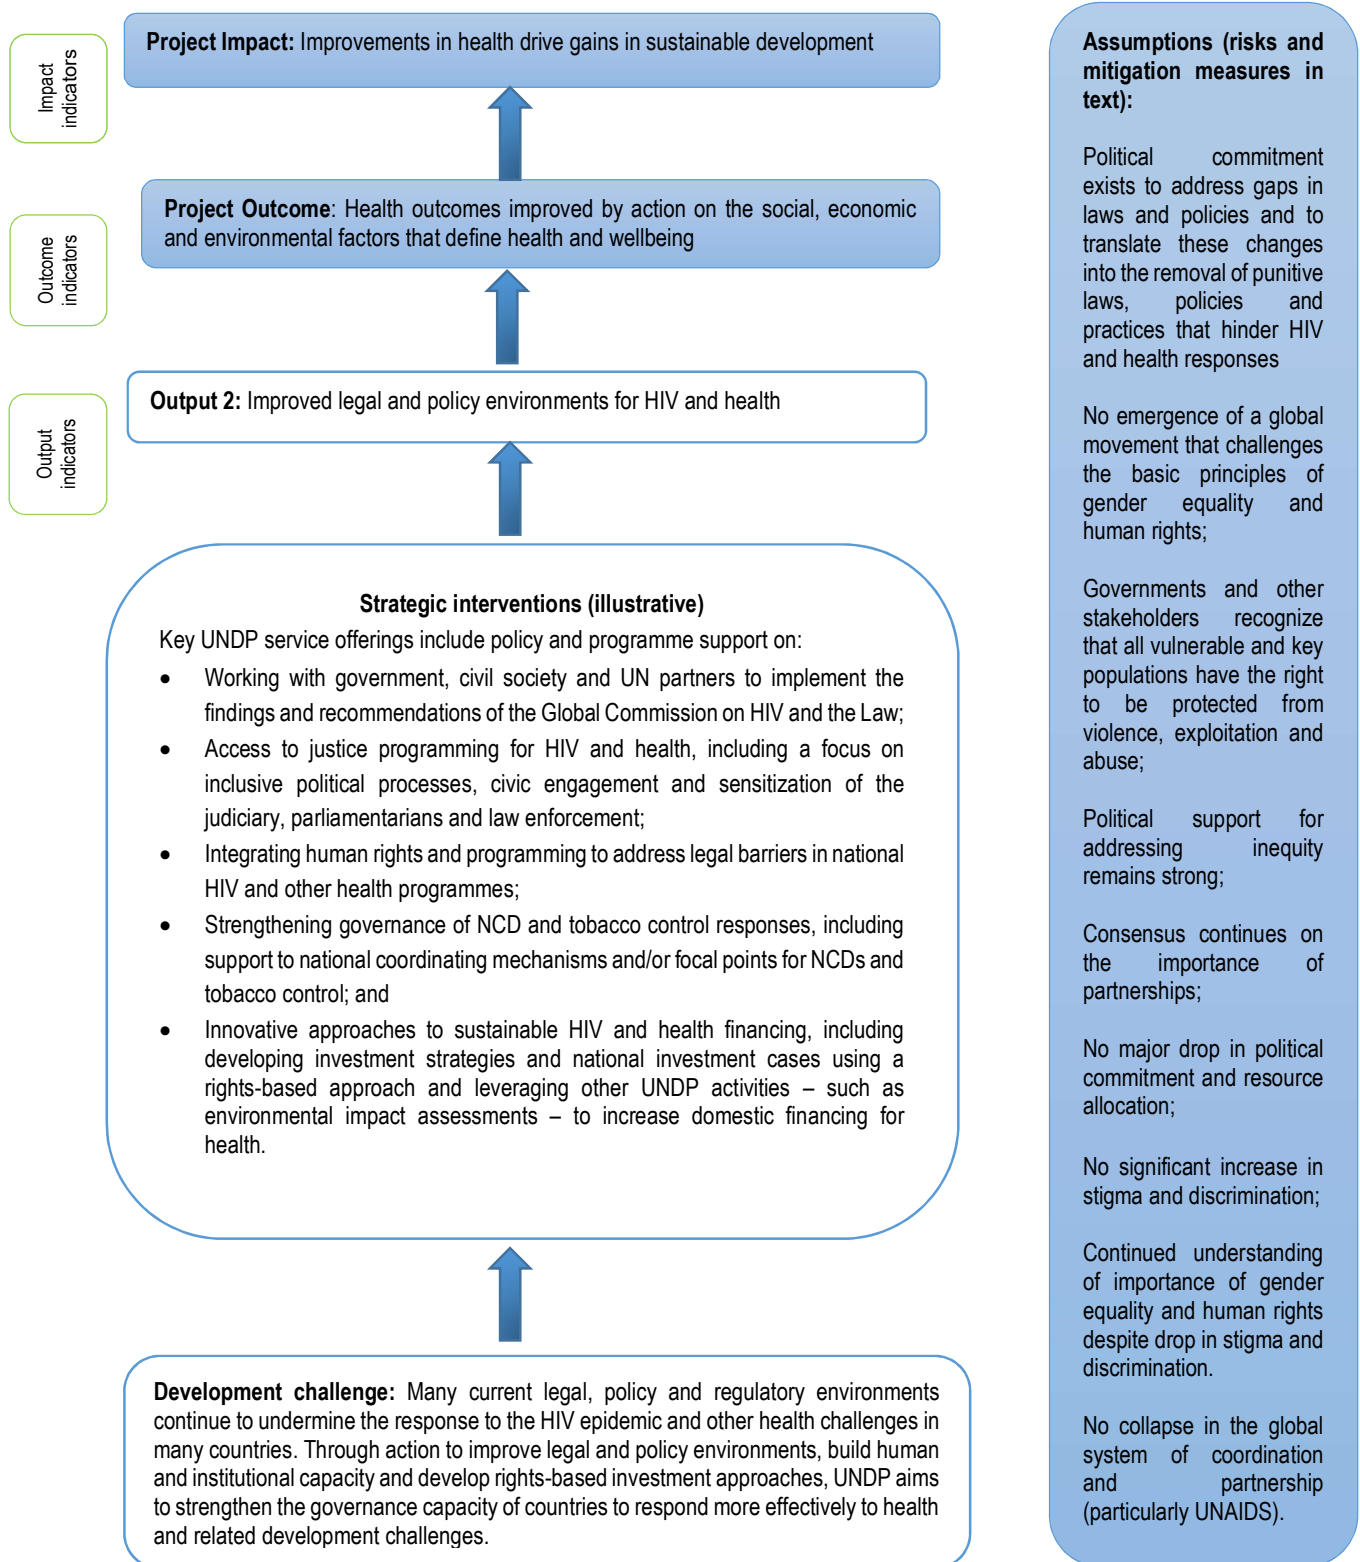 Impact
indicators
Project Impact: Improvements in health drive gains in sustainable development
Outcome
indicators
Project Outcome: Health outcomes improved by action on the social, economic
and environmental factors that define health and wellbeing
Output
indicators
Output 2: Improved legal and policy environments for HIV and health
Strategic interventions (illustrative)
Key UNDP service offerings include policy and programme support on:
• Working with government, civil society and UN partners to implement the
findings and recommendations of the Global Commission on HIV and the Law;
• Access to justice programming for HIV and health, including a focus on
inclusive political processes, civic engagement and sensitization of the
judiciary, parliamentarians and law enforcement;
• Integrating human rights and programming to address legal barriers in national
HIV and other health programmes;
• Strengthening governance of NCD and tobacco control responses, including
support to national coordinating mechanisms and/or focal points for NCDs and
tobacco control; and
• Innovative approaches to sustainable HIV and health financing, including
developing investment strategies and national investment cases using a
rights-based approach and leveraging other UNDP activities – such as
environmental impact assessments – to increase domestic financing for
health.
Development challenge: Many current legal, policy and regulatory environments
continue to undermine the response to the HIV epidemic and other health challenges in
many countries. Through action to improve legal and policy environments, build human
and institutional capacity and develop rights-based investment approaches, UNDP aims
to strengthen the governance capacity of countries to respond more effectively to health
and related development challenges.
Assumptions (risks and
mitigation measures in
text):
Political commitment
exists to address gaps in
laws and policies and to
translate these changes
into the removal of punitive
laws, policies and
practices that hinder HIV
and health responses
No emergence of a global
movement that challenges
the basic principles of
gender equality and
human rights;
Governments and other
stakeholders recognize
that all vulnerable and key
populations have the right
to be protected from
violence, exploitation and
abuse;
Political support for
addressing inequity
remains strong;
Consensus continues on
the importance of
partnerships;
No major drop in political
commitment and resource
allocation;
No significant increase in
stigma and discrimination;
Continued understanding
of importance of gender
equality and human rights
despite drop in stigma and
discrimination.
No collapse in the global
system of coordination
and partnership
(particularly UNAIDS).